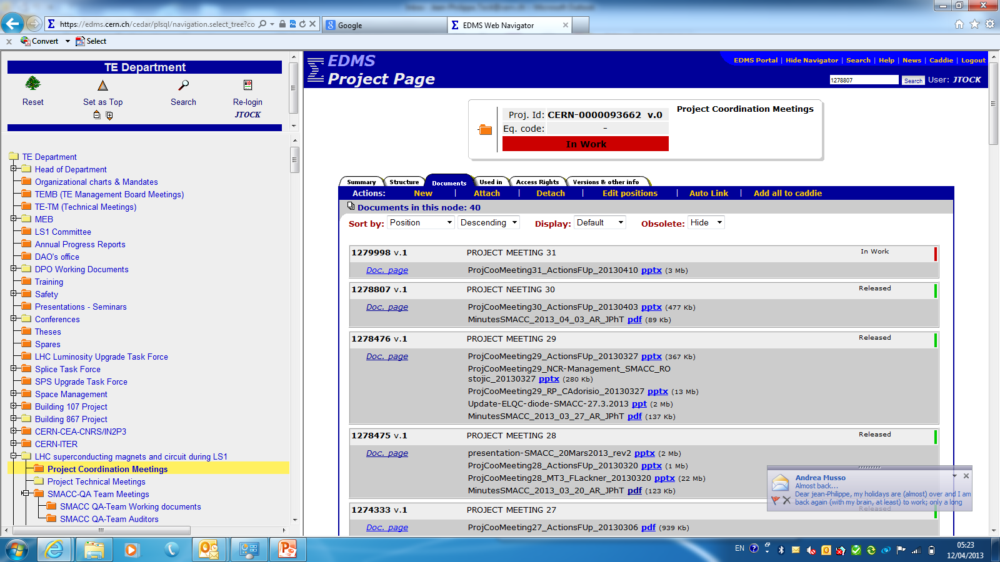 https://edms.cern.ch/cedar/plsql/navigation.select_tree?co
Google
EDMS Web Navigator
Convert
Select
TE Department
Reset
Set as Top
Search
Re-login
JTOCK
TE Department
Head of Department
Organizational charts & Mandates
TEMB (TE Management Board Meetings)
TE-TM (Technical Meetings)
MEB
LS1 Committee
Annual Progress Reports
DAO's office
DPO Working Documents
Training
Safety
Presentations - Seminars
Conferences
Theses
Spares
LHC Luminosity Upgrade Task Force
Splice Task Force
SPS Upgrade Task Force
Space Management
Building 107 Project
Building 867 Project
CERN-CEA-CNRS/IN2P3
CERN-ITER
LHC superconducting magnets and circuit during LS1
Project Coordination Meetings
Project Technical Meetings
SMACC-QA Team Meetings
SMACC QA-Team Working documents
SMACC QA-Team Auditors
EDMS
Project Page
EDMS Portal | Hide Navigator | Search | Help | News | Caddie | Logout
1278807 Search User: JTOCK
Proj. Id: CERN-0000093662 v.0
Eq. code: -
In Work
Project Coordination Meetings
Summary Structure Documents Used in Access Rights Versions & other info
Actions: New | Attach | Detach | Edit positions | Auto Link | Add all to caddie
Documents in this node: 40
Sort by: Position Descending Display: Default Obsolete: Hide
1279998 v.1 PROJECT MEETING 31 In Work
Doc. page ProjCooMeeting31_ActionsFUp_20130410 pptx (3 Mb)
1278807 v.1 PROJECT NEETING 30 Released
Doc. page ProjCooMeeting30_ActionsFUp_20130403 pptx (477 Kb)
MinutesSMACC_2013_04_03_AR_JPhT pdf (89 Kb)
1278476 v.1 PROJECT MEETING 29 Released
Doc. page ProjCooMeeting29_ActionsFUp_20130327 pptx (367 Kb)
ProjCooMeeting29_NCR-Management_SMACC_RO
stojic_20130327 pptx (280 Kb)
ProjCooMeeting29_RP_CAdorisio_20130327 pptx (13 Mb)
Update-ELQC-diode-SMACC-27.3.2013 ppt (2 Mb)
MinutesSMACC_2013_03_27_AR_JPhT pdf (137 Kb)
1278475 v.1 PROJECT MEETING 28 Released
Doc. page presentation-SMACC_20Mars2013_rev2 pptx (2 Mb)
ProjCooMeeting28_ActionsFUp_20130320 pptx (1 Mb)
ProjCooMeeting28_MT3_FLackner_20130320 pptx (22 Mb)
MinutesSMACC_2013_03_20_AR_JPhT pdf (123 Kb)
1274333 v.1 PROJECT MEETING 27 Released
Doc. page ProjCooMeeting27_ActionsFUp_20130306 pdf (939 Kb)
Andrea Musso
Almost back...
Dear jean-Philippe, my holidays are (almost) over and I am
back again (with my brain, at least) to work; only a long
EN
05:23
12/04/2013